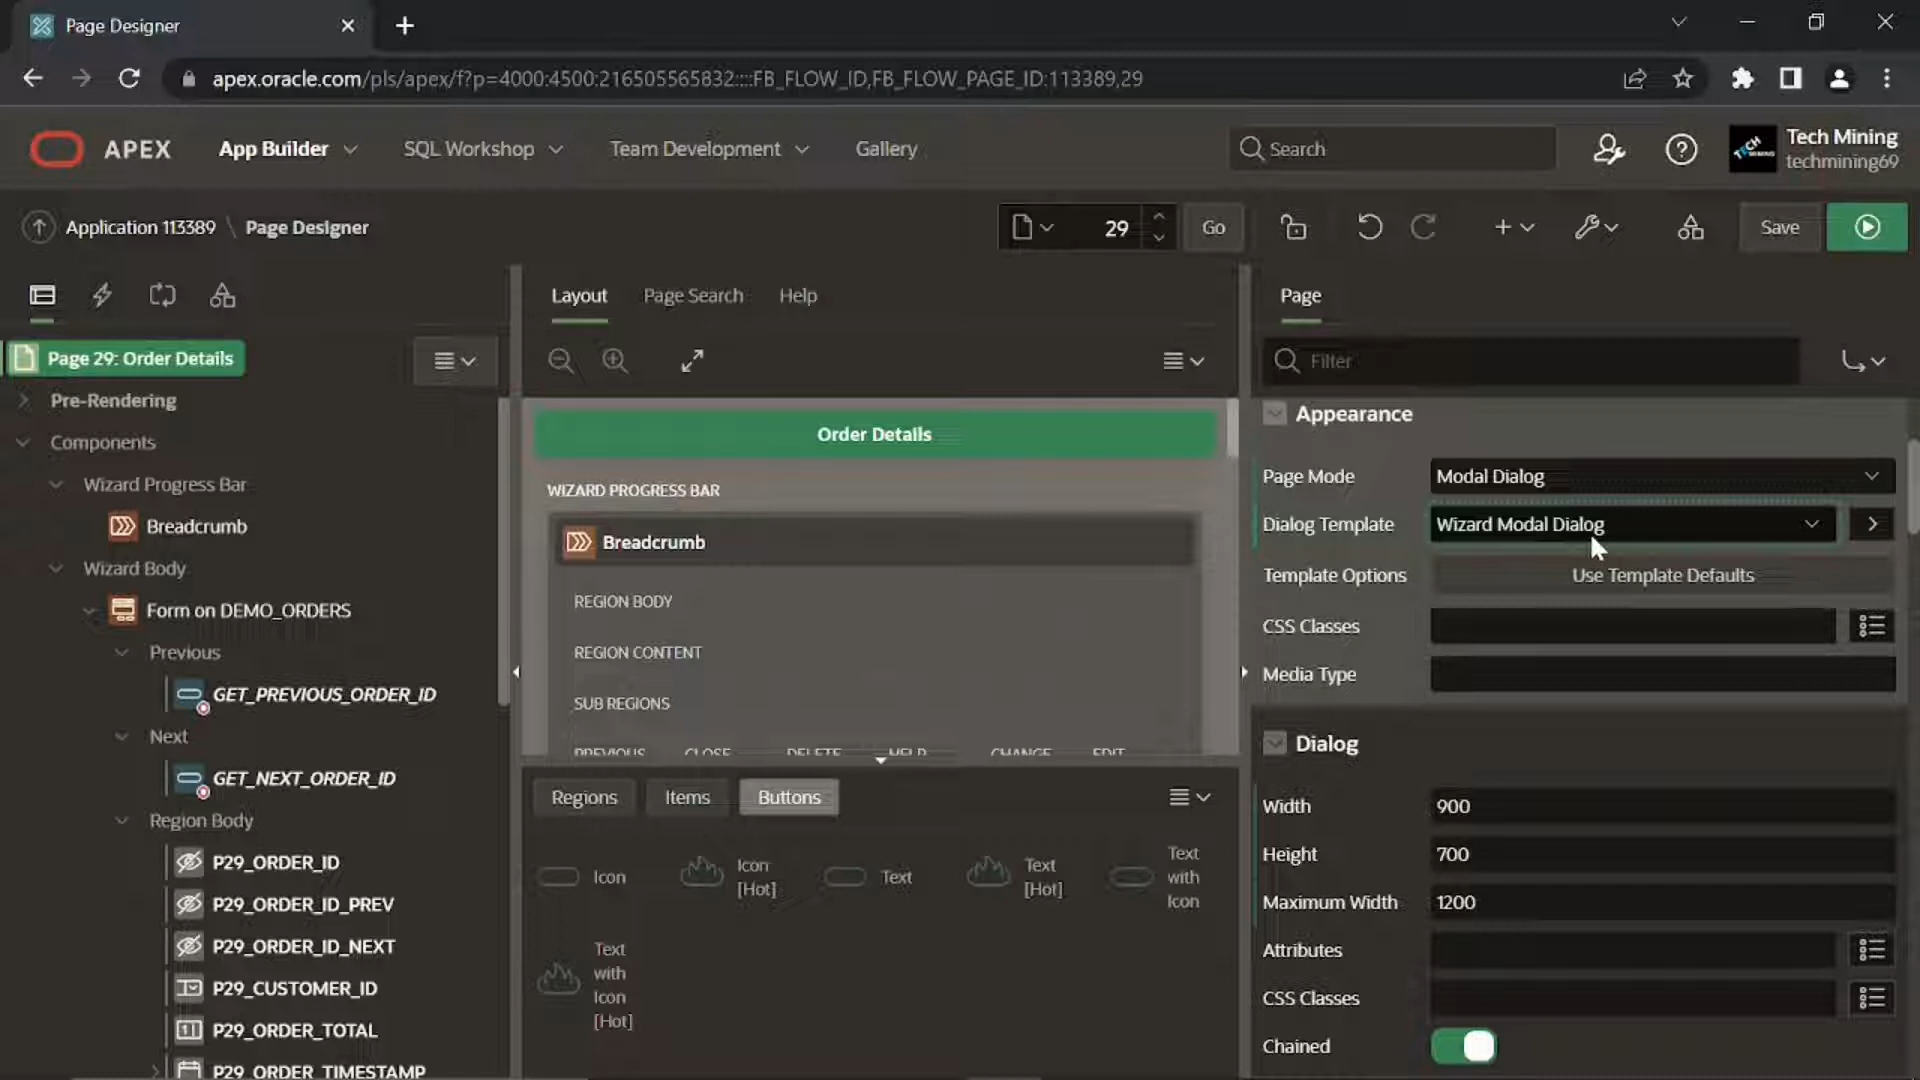 Page Designer
apex.oracle.com/pls/apex/f?p=4000:4500:216505565832::::FB_FLOW_ID,FB_FLOW_PAGE_ID:113389,29
APEX App Builder SQL Workshop Team Development Gallery Search
Tech Mining
techmining69
Application 113389 \ Page Designer 29 Go Save
Layout Page Search Help Page
Page 29: Order Details
Filter
Pre-Rendering
Components
Wizard Progress Bar
Breadcrumb
Wizard Body
Form on DEMO_ORDERS
Previous
GET_PREVIOUS_ORDER_ID
Next
GET_NEXT_ORDER_ID
Region Body
P29_ORDER_ID
P29_ORDER_ID_PREV
P29_ORDER_ID_NEXT
P29_CUSTOMER_ID
P29_ORDER_TOTAL
P29_ORDER_TIMESTAMP
Order Details
WIZARD PROGRESS BAR
Breadcrumb
REGION BODY
REGION CONTENT
SUB REGIONS
PREVIOUS CLOSE DELETE HELP CHANGE EDIT
Regions Items Buttons
Icon
Icon [Hot]
Text
Text [Hot]
Text with Icon
Text with Icon [Hot]
Appearance
Page Mode Modal Dialog
Dialog Template Wizard Modal Dialog
Template Options Use Template Defaults
CSS Classes
Media Type
Dialog
Width 900
Height 700
Maximum Width 1200
Attributes
CSS Classes
Chained